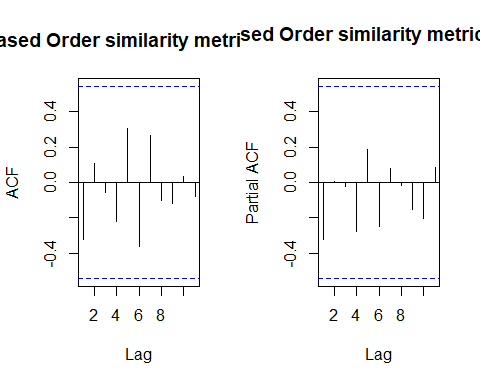 ased Order similarity metri
sed Order similarity metric
ACF
0.4
0.2
0.0
-0.4
2 4 6 8
Lag
Partial ACF
0.4
0.2
0.0
-0.4
2 4 6 8
Lag